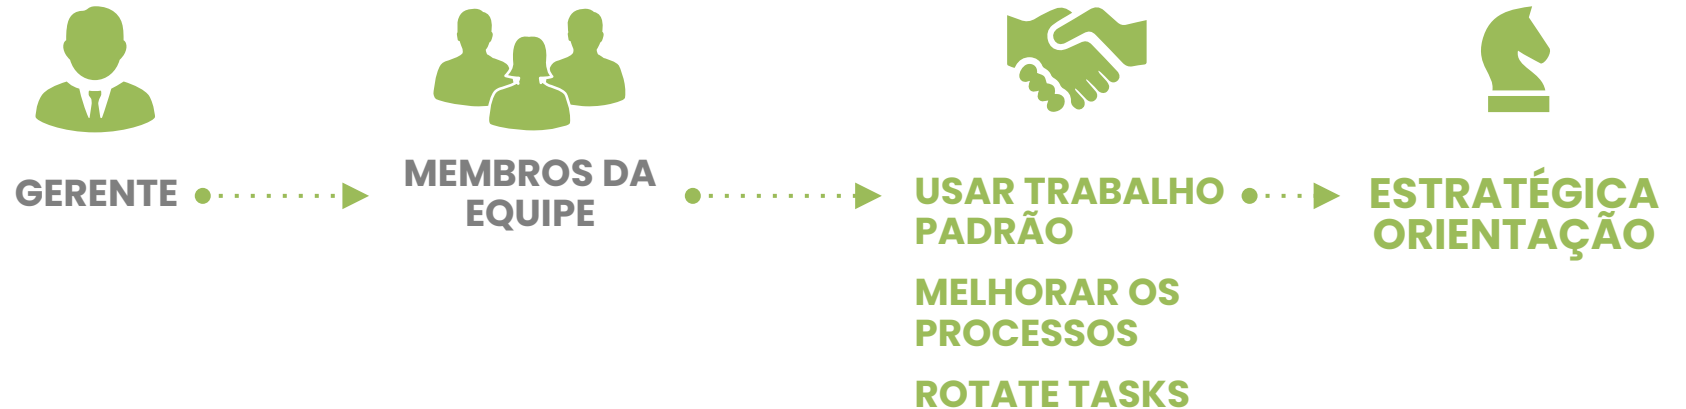 GERENTE
MEMBROS DA
EQUIPE
USAR TRABALHO
PADRÃO
MELHORAR OS
PROCESSOS
ROTATE TASKS
ESTRATÉGICA
ORIENTAÇÃO